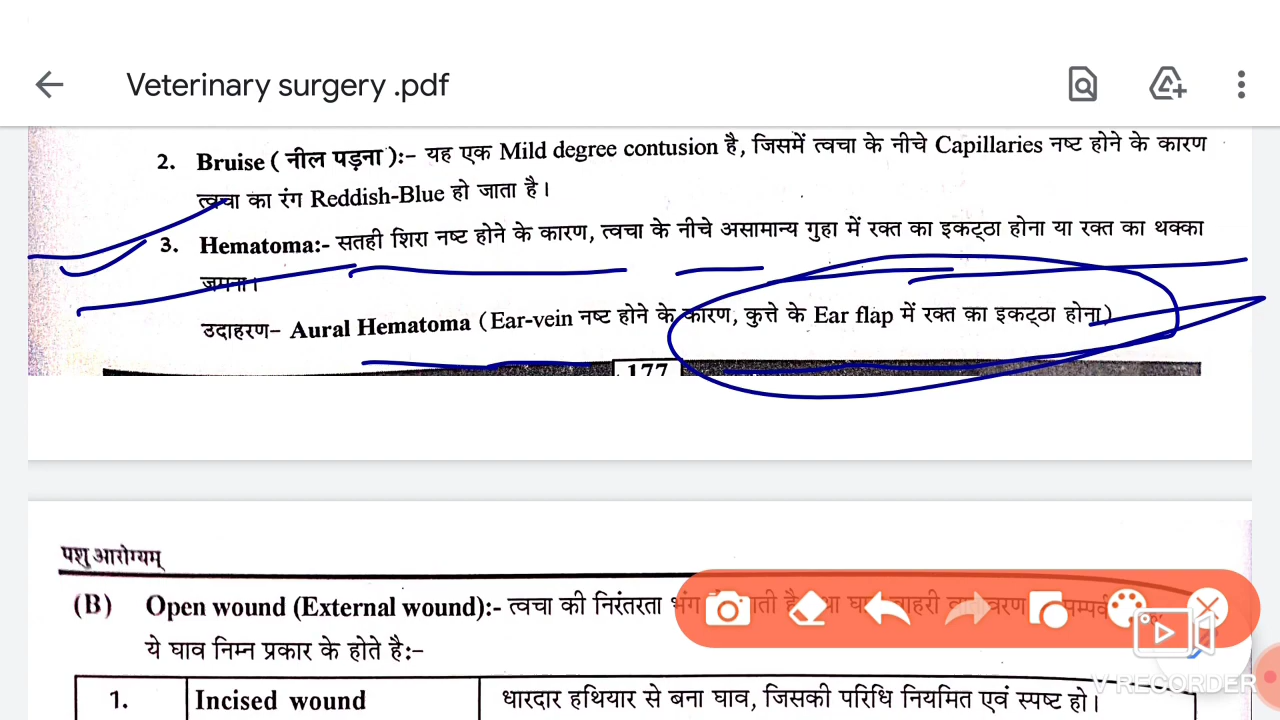 Veterinary surgery .pdf
2. Bruise ( नील पड़ना ):- यह एक Mild degree contusion है, जिसमें त्वचा के नीचे Capillaries नष्ट होने के कारण
त्वचा का रंग Reddish-Blue हो जाता है।
3. Hematoma:- सतही शिरा नष्ट होने के कारण, त्वचा के नीचे असामान्य गुहा में रक्त का इकट्ठा होना या रक्त का थक्का
जमना।
उदाहरण- Aural Hematoma (Ear-vein नष्ट होने के कारण, कुत्ते के Ear flap में रक्त का इकट्ठा होना)
177
पशु आरोग्यम्
(B) Open wound (External wound):- त्वचा की निरंतरता भंग
ये घाव निम्न प्रकार के होते है:-
1. Incised wound धारदार हथियार से बना घाव, जिसकी परिधि नियमित एवं स्पष्ट हो।
V RECORDER